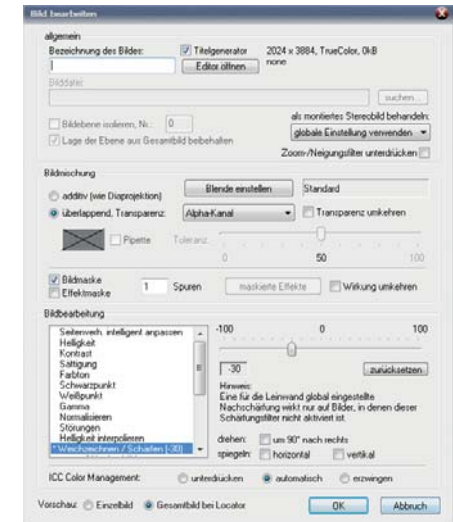 Bild bearbeiten
allgemein
Bezeichnung des Bildes:
Titelgenerator
2024 x 3884, TrueColor, 0kB
Editor öffnen
none
Bilddatei:
suchen...
Bildebene isolieren, Nr.:
0
als montiertes Stereobild behandeln:
Lage der Ebene aus Gesamtbild beibehalten
globale Einstellung verwenden
Zoom-/Neigungsfilter unterdrücken
Bildmischung
additiv (wie Diaprojektion)
Blende einstellen
Standard
überlappend, Transparenz:
Alpha-Kanal
Transparenz umkehren
Pipette
Toleranz:
0
50
100
Bildmaske
Effektmaske
1
Spuren
maskierte Effekte
Wirkung umkehren
Bildbearbeitung
Seitenverh. intelligent anpassen
Helligkeit
Kontrast
Sättigung
Farbton
Schwarzpunkt
Weißpunkt
Gamma
Normalisieren
Störungen
Helligkeit interpolieren
* Weichzeichnen / Schärfen (-30)
-100
0
100
-30
zurücksetzen
Hinweis:
Eine für die Leinwand global eingestellte
Nachschärfung wirkt nur auf Bilder, in denen dieser
Schärfungsfilter nicht aktiviert ist.
drehen:
um 90° nach rechts
spiegeln:
horizontal
vertikal
ICC Color Management:
unterdrücken
automatisch
erzwingen
Vorschau:
Einzelbild
Gesamtbild bei Locator
OK
Abbruch